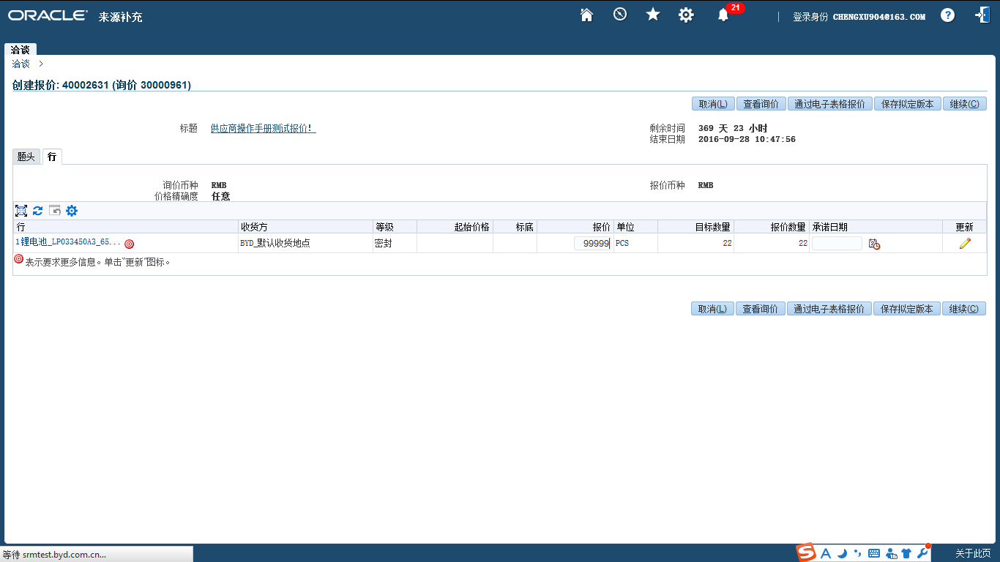 ORACLE 来源补充
21
登录身份 CHENGXU904@163.COM
?
洽谈
洽谈 >
创建报价: 40002631 (询价 30000961)
取消(L) 查看询价 通过电子表格报价 保存拟定版本 继续(C)
标题 供应商操作手册测试报价!
剩余时间 369 天 23 小时
结束日期 2016-09-28 10:47:56
题头 行
询价币种 RMB
报价币种 RMB
价格精确度 任意
行 收货方 等级 起始价格 标底 报价 单位 目标数量 报价数量 承诺日期 更新
1锂电池_LP033450A3_65... BYD_默认收货地点 密封 99999 PCS 22 22
表示要求更多信息。单击"更新"图标。
取消(L) 查看询价 通过电子表格报价 保存拟定版本 继续(C)
等待 srmtest.byd.com.cn...
S A
关于此页